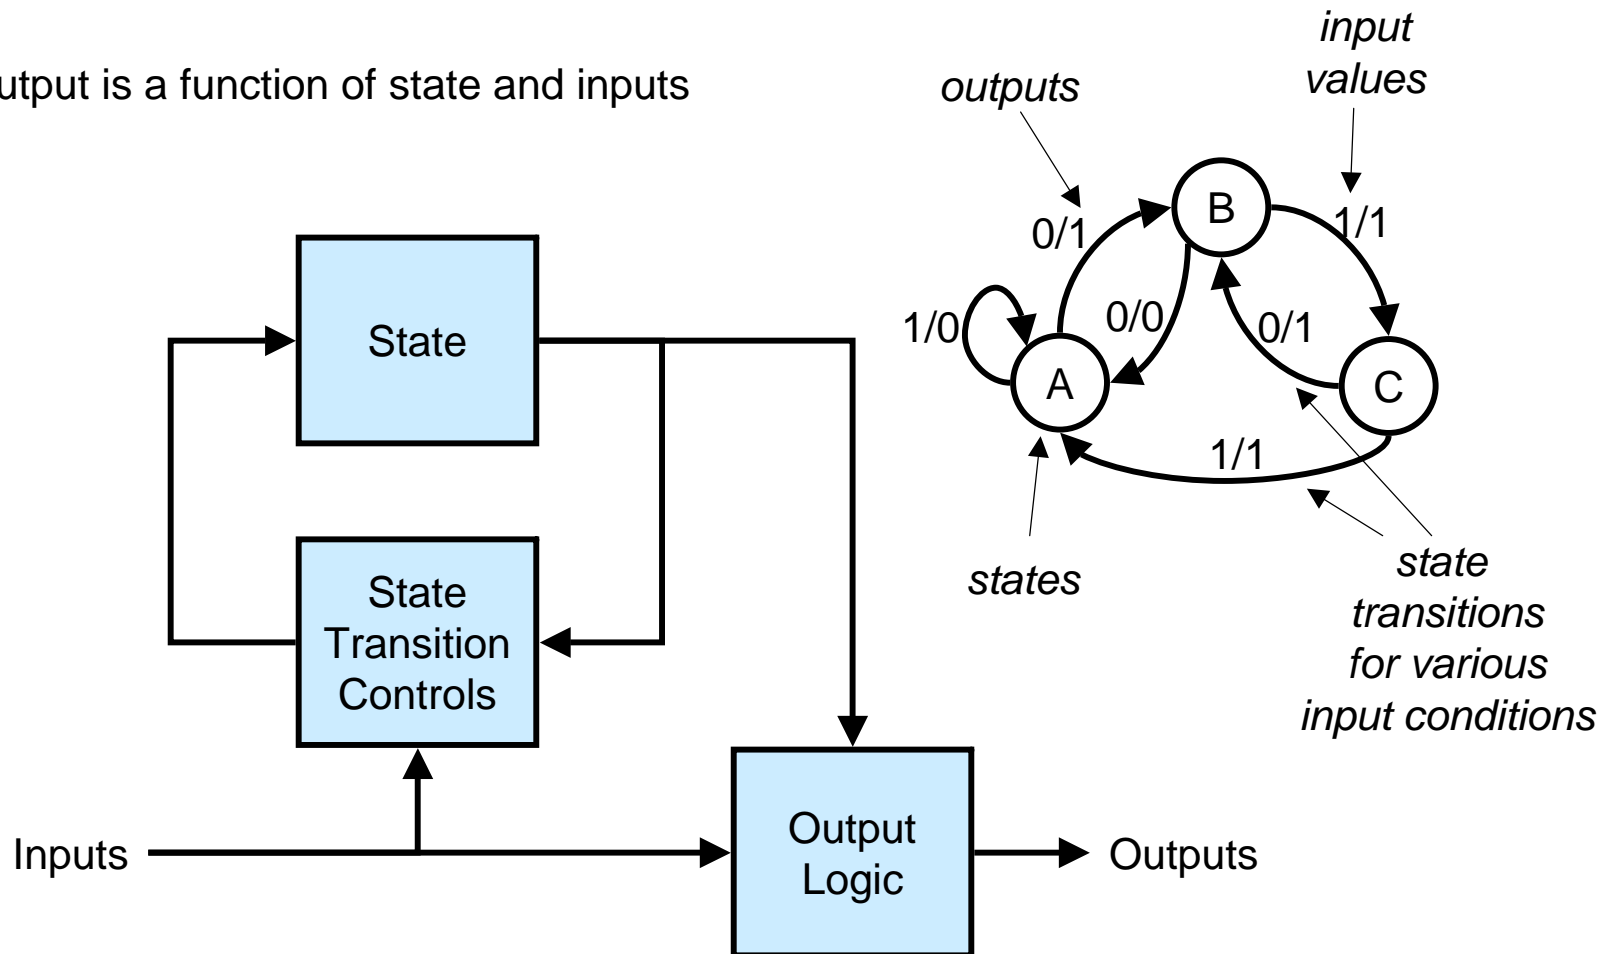 utput is a function of state and inputs
outputs
input
values
B
0/1
1/1
1/0
0/0
0/1
A
C
1/1
states
state
transitions
for various
input conditions
State
State
Transition
Controls
Inputs
Output
Logic
Outputs